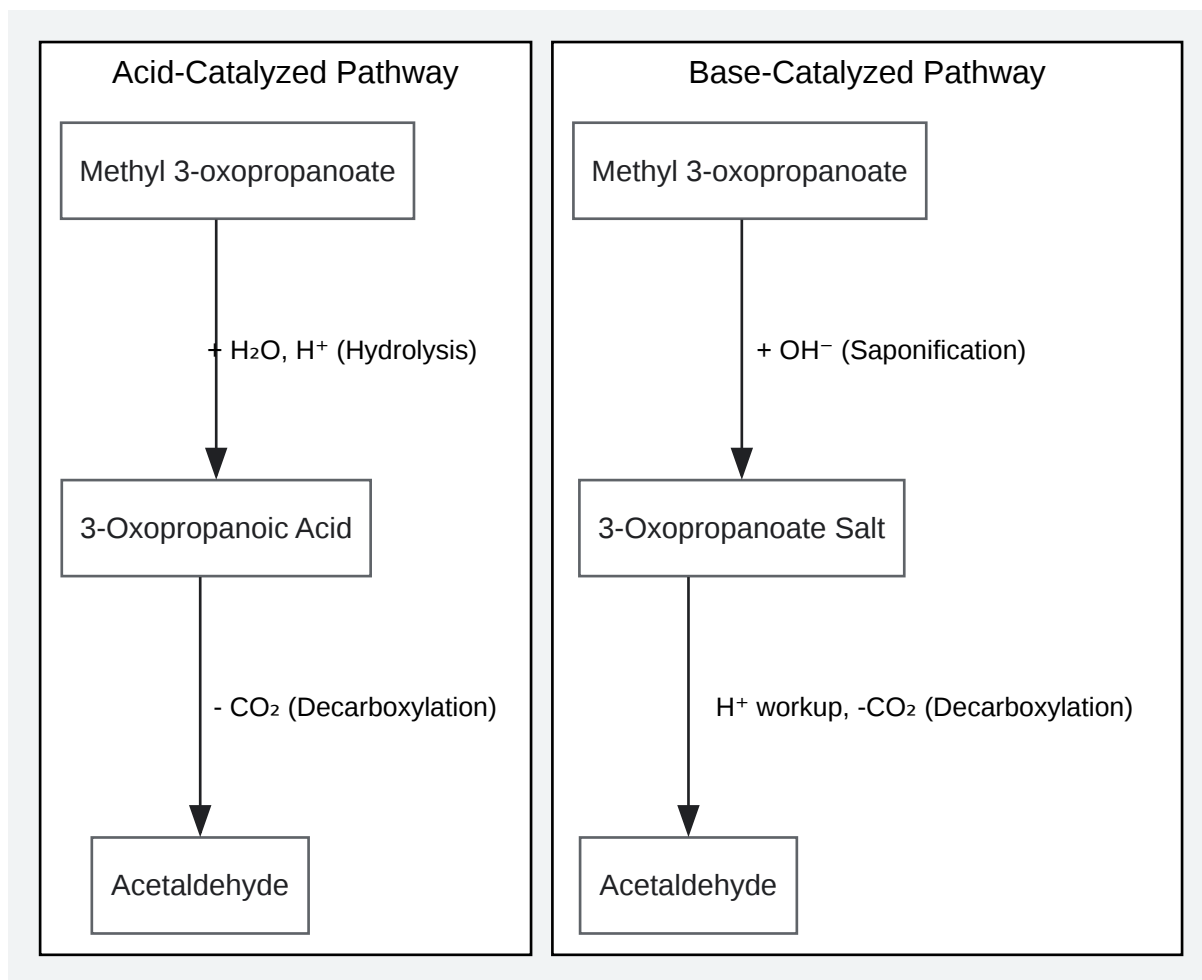 Acid-Catalyzed Pathway
Methyl 3-oxopropanoate
+ H₂O, H⁺ (Hydrolysis)
3-Oxopropanoic Acid
- CO₂ (Decarboxylation)
Acetaldehyde
Base-Catalyzed Pathway
Methyl 3-oxopropanoate
+ OH⁻ (Saponification)
3-Oxopropanoate Salt
H⁺ workup, -CO₂ (Decarboxylation)
Acetaldehyde